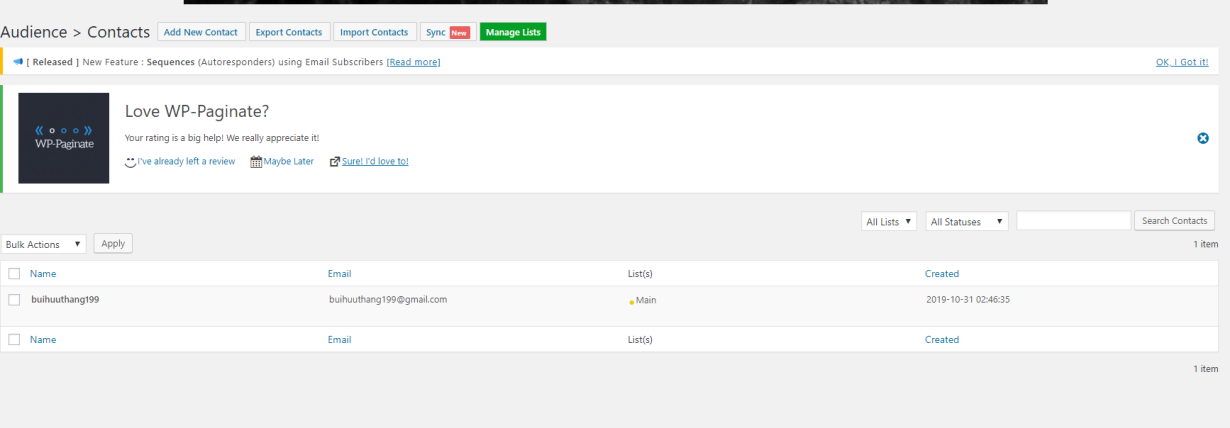 Audience > Contacts Add New Contact Export Contacts Import Contacts Sync New Manage Lists
[ Released ] New Feature : Sequences (Autoresponders) using Email Subscribers [Read more] OK, I Got it!
WP-Paginate
Love WP-Paginate?
Your rating is a big help! We really appreciate it!
I've already left a review Maybe Later Sure! I'd love to!
All Lists All Statuses Search Contacts
Bulk Actions Apply 1 item
Name Email List(s) Created
buihuuthang199 buihuuthang199@gmail.com Main 2019-10-31 02:46:35
Name Email List(s) Created
1 item